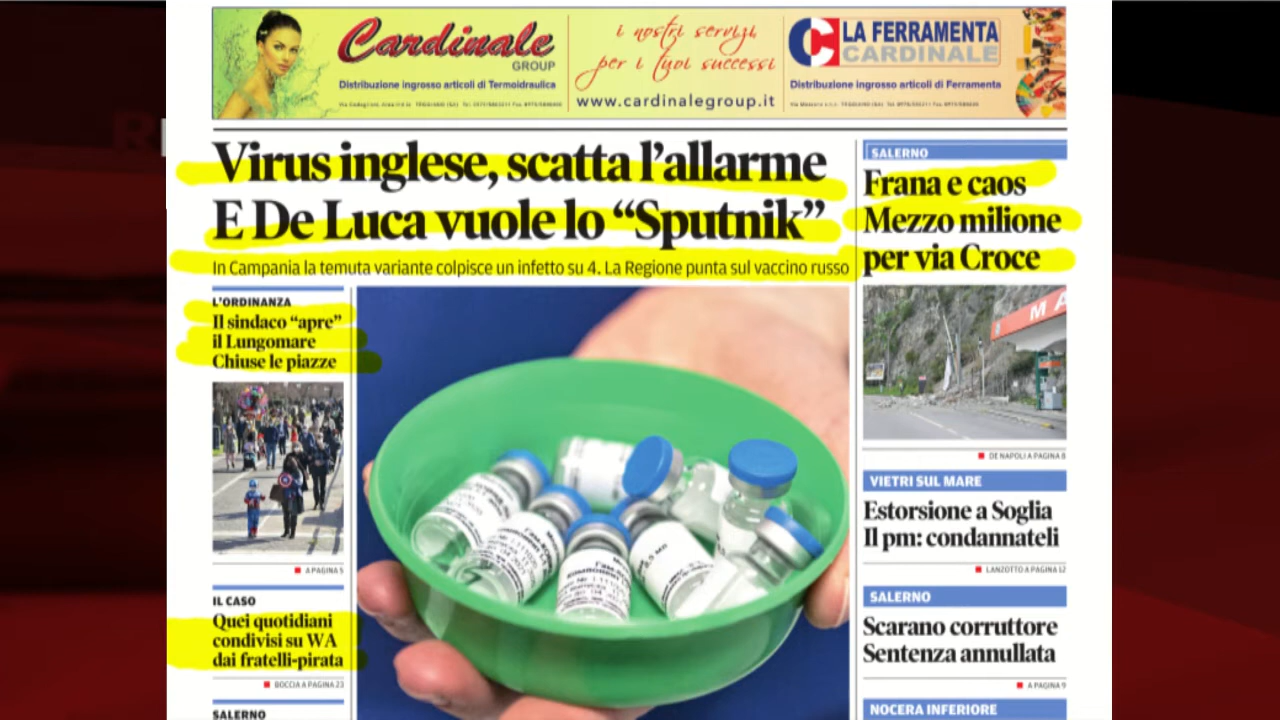 Cardinale
GROUP
Distribuzione ingrosso articoli di Termoidraulica
i nostri servizi,
per i tuoi successi
www.cardinalegroup.it
LA FERRAMENTA
CARDINALE
Distribuzione ingrosso articoli di Ferramenta
Virus inglese, scatta l’allarme
E De Luca vuole lo “Sputnik”
In Campania la temuta variante colpisce un infetto su 4. La Regione punta sul vaccino russo
L’ORDINANZA
Il sindaco “apre”
il Lungomare
Chiuse le piazze
A PAGINA 5
IL CASO
Quei quotidiani
condivisi su WA
dai fratelli-pirata
BOCCIA A PAGINA 23
SALERNO
SALERNO
Frana e caos
Mezzo milione
per via Croce
MA
DE NAPOLI A PAGINA 8
VIETRI SUL MARE
Estorsione a Soglia
Il pm: condannateli
LANZOTTO A PAGINA 12
SALERNO
Scarano corruttore
Sentenza annullata
A PAGINA 9
NOCERA INFERIORE